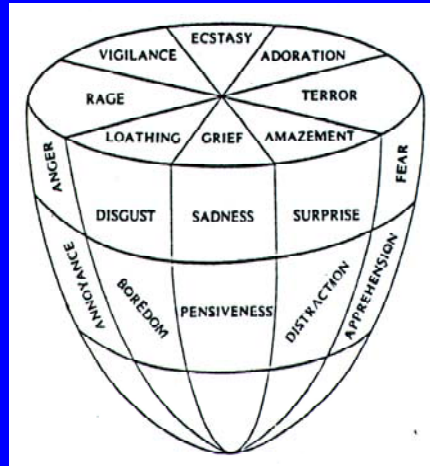 ECSTASY
VIGILANCE ADORATION
RAGE TERROR
LOATHING GRIEF AMAZEMENT
ANGER FEAR
DISGUST SADNESS SURPRISE
ANNOYANCE BOREDOM PENSIVENESS DISTRACTION APPREHENSION